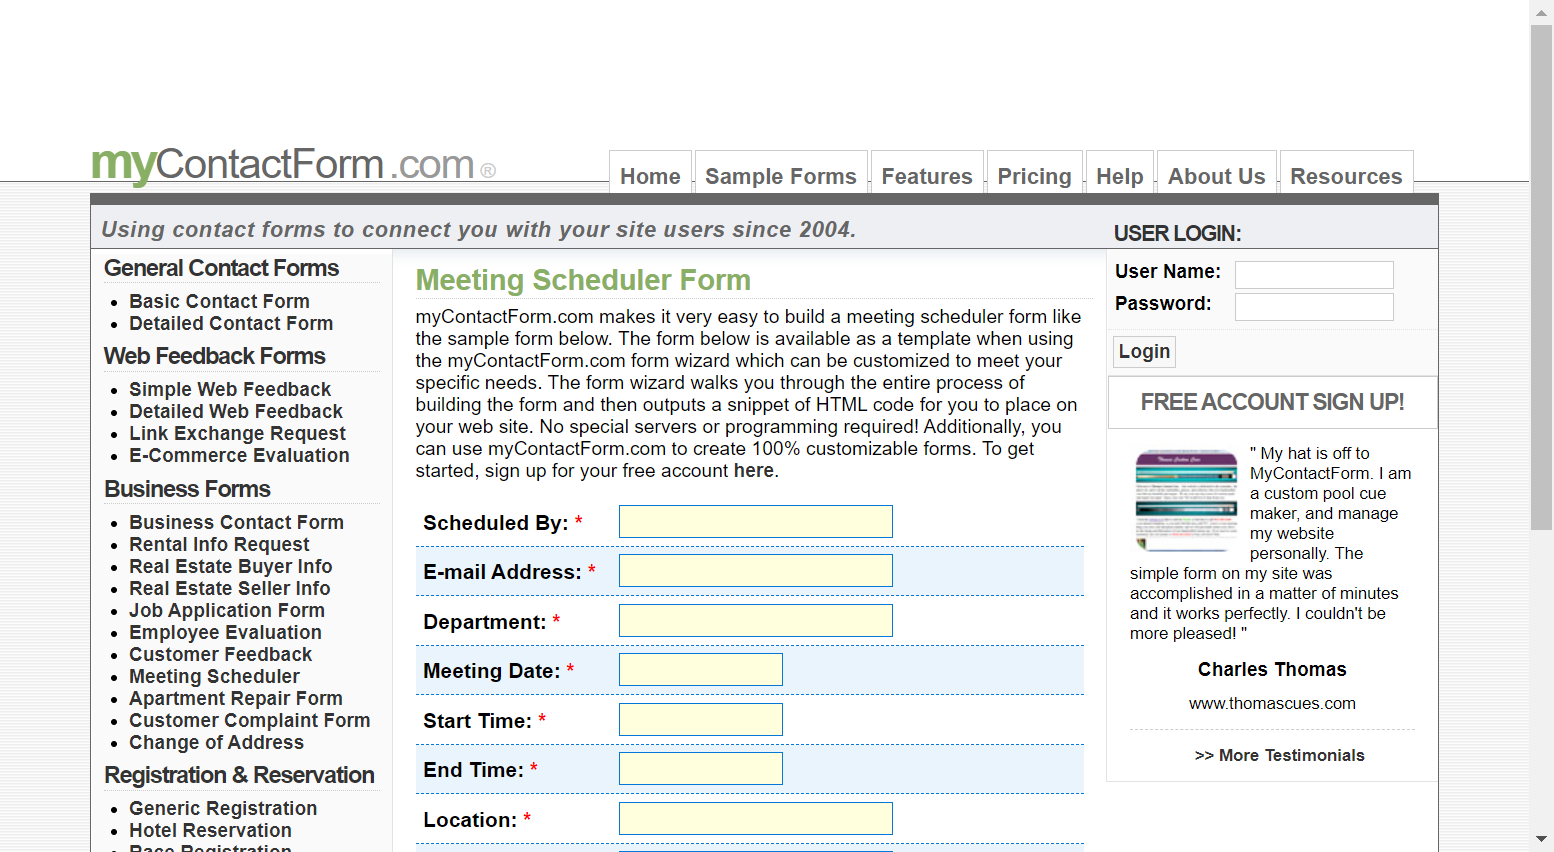 myContactForm.com®
Home
Sample Forms
Features
Pricing
Help
About Us
Resources
Using contact forms to connect you with your site users since 2004.
USER LOGIN:
General Contact Forms
Basic Contact Form
Detailed Contact Form
Web Feedback Forms
Simple Web Feedback
Detailed Web Feedback
Link Exchange Request
E-Commerce Evaluation
Business Forms
Business Contact Form
Rental Info Request
Real Estate Buyer Info
Real Estate Seller Info
Job Application Form
Employee Evaluation
Customer Feedback
Meeting Scheduler
Apartment Repair Form
Customer Complaint Form
Change of Address
Registration & Reservation
Generic Registration
Hotel Reservation
Race Registration
Meeting Scheduler Form
myContactForm.com makes it very easy to build a meeting scheduler form like
the sample form below. The form below is available as a template when using
the myContactForm.com form wizard which can be customized to meet your
specific needs. The form wizard walks you through the entire process of
building the form and then outputs a snippet of HTML code for you to place on
your web site. No special servers or programming required! Additionally, you
can use myContactForm.com to create 100% customizable forms. To get
started, sign up for your free account here.
Scheduled By: *
E-mail Address: *
Department: *
Meeting Date: *
Start Time: *
End Time: *
Location: *
User Name:
Password:
Login
FREE ACCOUNT SIGN UP!
" My hat is off to
MyContactForm. I am
a custom pool cue
maker, and manage
my website
personally. The
simple form on my site was
accomplished in a matter of minutes
and it works perfectly. I couldn't be
more pleased! "
Charles Thomas
www.thomascues.com
>> More Testimonials